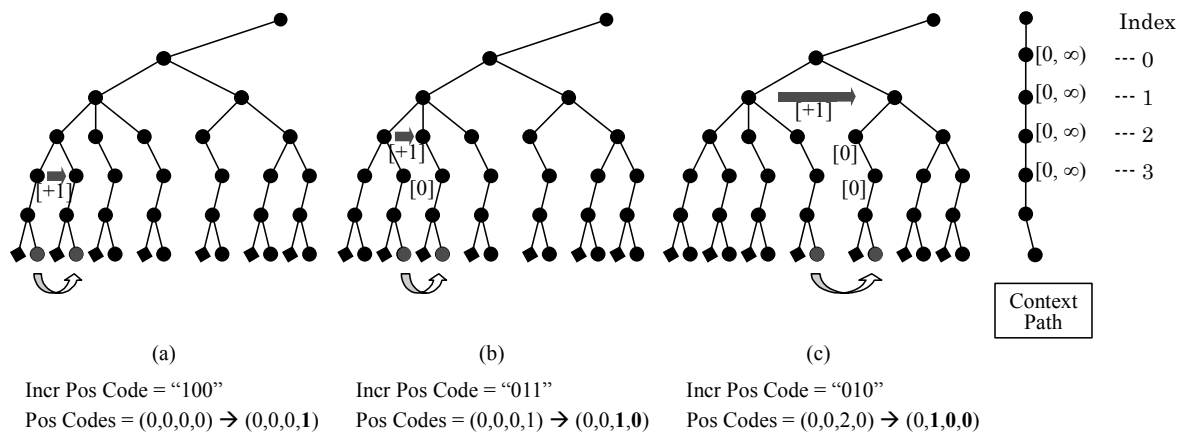 Index
[0, ∞) --- 0
[0, ∞) --- 1
[+1]
[0, ∞) --- 2
[+1]
[0]
[0, ∞) --- 3
[+1]
[0]
[0]
Context
Path
(a)
(b)
(c)
Incr Pos Code = “100”
Pos Codes = (0,0,0,0) → (0,0,0,1)
Incr Pos Code = “011”
Pos Codes = (0,0,0,1) → (0,0,1,0)
Incr Pos Code = “010”
Pos Codes = (0,0,2,0) → (0,1,0,0)